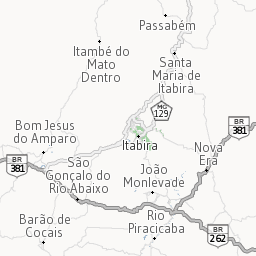 Passabém
Itambé do
Mato
Dentro
Santa
Maria de
Itabira
MG
129
BR
381
Bom Jesus
do Amparo
Itabira
Nova
Era
BR
381
São
Gonçalo do
Rio Abaixo
João
Monlevade
Barão de
Cocais
Rio
Piracicaba
BR
262